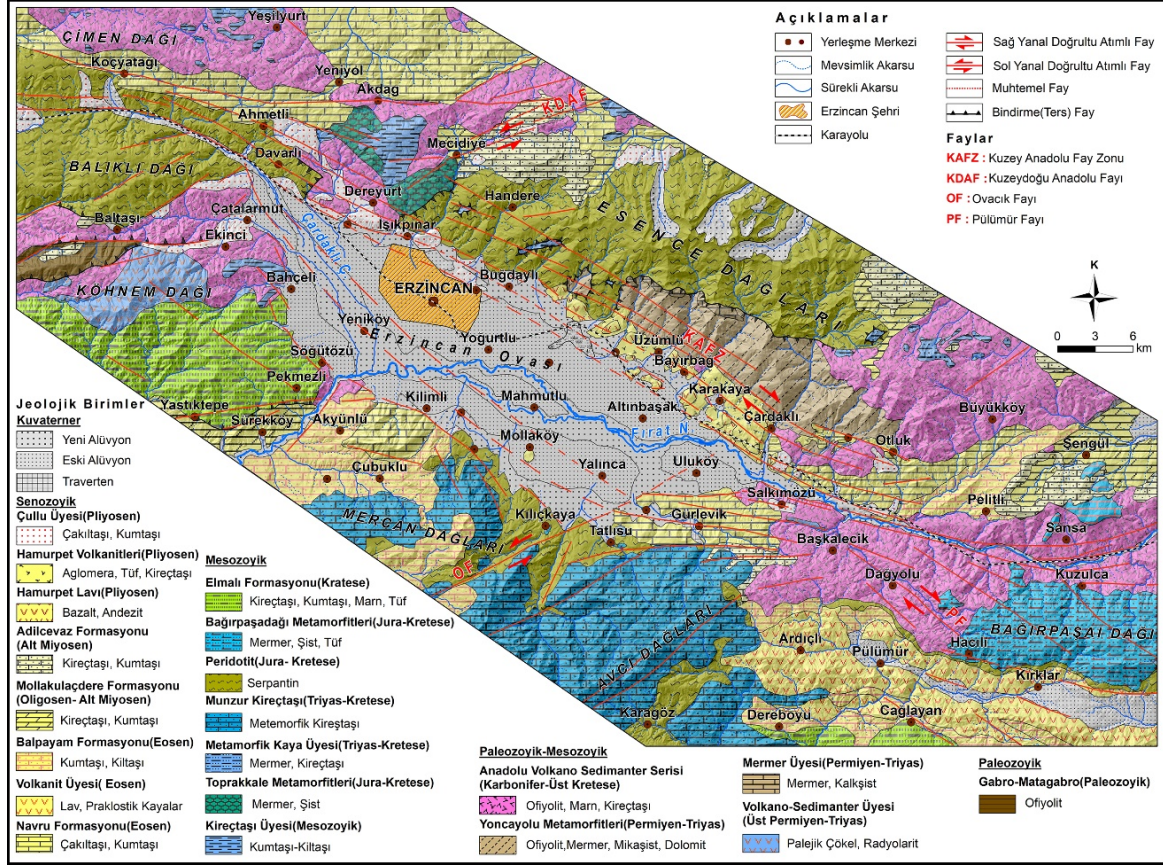 Yeşilyurt
ÇİMEN DAĞI
Koçyatağı
Yeniyol
Akdag
KDAF
Ahmetli
Mecidiye
Davarlı
BALIKLI DAĞI
Dereyurt
Handere
ESENCE DAĞLARI
Çatalarmut
Baltaşı
Işıkpınar
Ekinci
Çardaklı Ç.
Buğdaylı
Bahçeli
KÖHNEM DAĞI
ERZİNCAN
Yeniköy
Yoğurtlu
Erzincan Ovası
Üzümlü
KAFZ
Bayırbağ
Söğütözü
Pekmezli
Karakaya
Kilimli
Mahmutlu
Altınbaşak
Çardaklı
Büyükköy
Yastıktepe
Akyünlü
Sürekköy
Fırat N.
Mollaköy
Otluk
Şengül
Çubuklu
Yalınca
Uluköy
Salkımözü
Pelitli
MERCAN DAĞLARI
Kılıçkaya
Tatlısu
Gürlevik
Şansa
Başkalecik
OF
Dagyolu
Kuzulca
PF
BAGIRPAŞAI DAĞI
AVCI DAĞLARI
Ardıçlı
Pülümür
Hacılı
Kırklar
Karagöz
Dereboyu
Caglayan
Açıklamalar
Yerleşme Merkezi
Mevsimlik Akarsu
Sürekli Akarsu
Erzincan Şehri
Karayolu
Sağ Yanal Doğrultu Atımlı Fay
Sol Yanal Doğrultu Atımlı Fay
Muhtemel Fay
Bindirme(Ters) Fay
Faylar
KAFZ : Kuzey Anadolu Fay Zonu
KDAF : Kuzeydoğu Anadolu Fayı
OF : Ovacık Fayı
PF : Pülümür Fayı
K
0 3 6 km
Jeolojik Birimler
Kuvaterner
Yeni Alüvyon
Eski Alüvyon
Traverten
Senozoyik
Çullu Üyesi(Pliyosen)
Çakıltaşı, Kumtaşı
Hamurpet Volkanitleri(Pliyosen)
Aglomera, Tüf, Kireçtaşı
Hamurpet Lavı(Pliyosen)
Bazalt, Andezit
Adilcevaz Formasyonu
(Alt Miyosen)
Kireçtaşı, Kumtaşı
Mollakulaçdere Formasyonu
(Oligosen- Alt Miyosen)
Kireçtaşı, Kumtaşı
Balpayam Formasyonu(Eosen)
Kumtaşı, Kiltaşı
Volkanit Üyesi( Eosen)
Lav, Praklostik Kayalar
Navru Formasyonu(Eosen)
Çakıltaşı, Kumtaşı
Mesozoyik
Elmalı Formasyonu(Kratese)
Kireçtaşı, Kumtaşı, Marn, Tüf
Bağırpaşadağı Metamorfitleri(Jura-Kretese)
Mermer, Şist, Tüf
Peridotit(Jura- Kretese)
Serpantin
Munzur Kireçtaşı(Triyas-Kretese)
Metemorfik Kireştaşı
Metamorfik Kaya Üyesi(Triyas-Kretese)
Mermer, Kireçtaşı
Toprakkale Metamorfitleri(Jura-Kretese)
Mermer, Şist
Kireçtaşı Üyesi(Mesozoyik)
Kumtaşı-Kiltaşı
Paleozoyik-Mesozoyik
Anadolu Volkano Sedimanter Serisi
(Karbonifer-Üst Kretese)
Ofiyolit, Marn, Kireçtaşı
Yoncayolu Metamorfitleri(Permiyen-Triyas)
Ofiyolit,Mermer, Mikaşist, Dolomit
Mermer Üyesi(Permiyen-Triyas)
Mermer, Kalkşist
Volkano-Sedimanter Üyesi
(Üst Permiyen-Triyas)
Palejik Çökel, Radyolarit
Paleozoyik
Gabro-Matagabro(Paleozoyik)
Ofiyolit